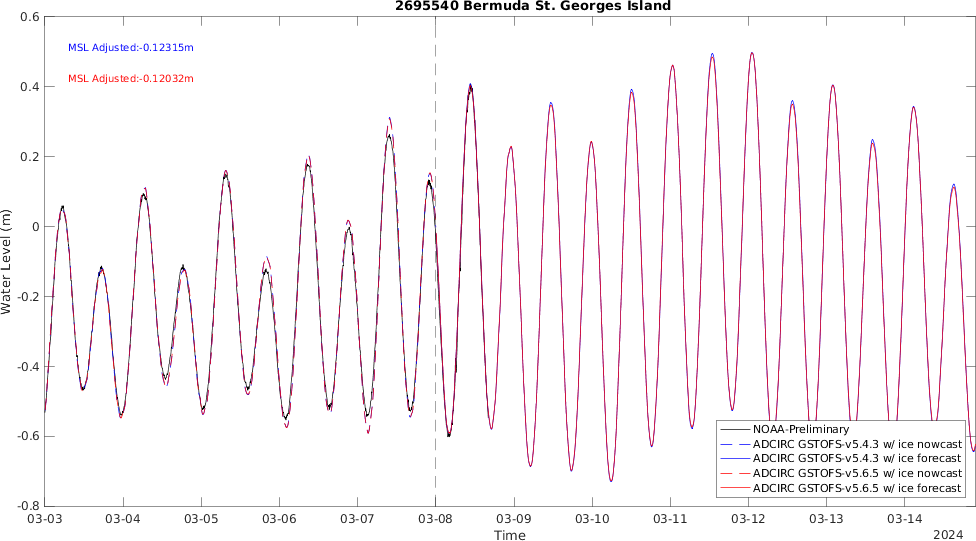 2695540 Bermuda St. Georges Island
MSL Adjusted:-0.12315m
MSL Adjusted:-0.12032m
Water Level (m)
0.6
0.4
0.2
0
-0.2
-0.4
-0.6
-0.8
NOAA-Preliminary
ADCIRC GSTOFS-v5.4.3 w/ ice nowcast
ADCIRC GSTOFS-v5.4.3 w/ ice forecast
ADCIRC GSTOFS-v5.6.5 w/ ice nowcast
ADCIRC GSTOFS-v5.6.5 w/ ice forecast
03-03 03-04 03-05 03-06 03-07 03-08 03-09 03-10 03-11 03-12 03-13 03-14
Time
2024